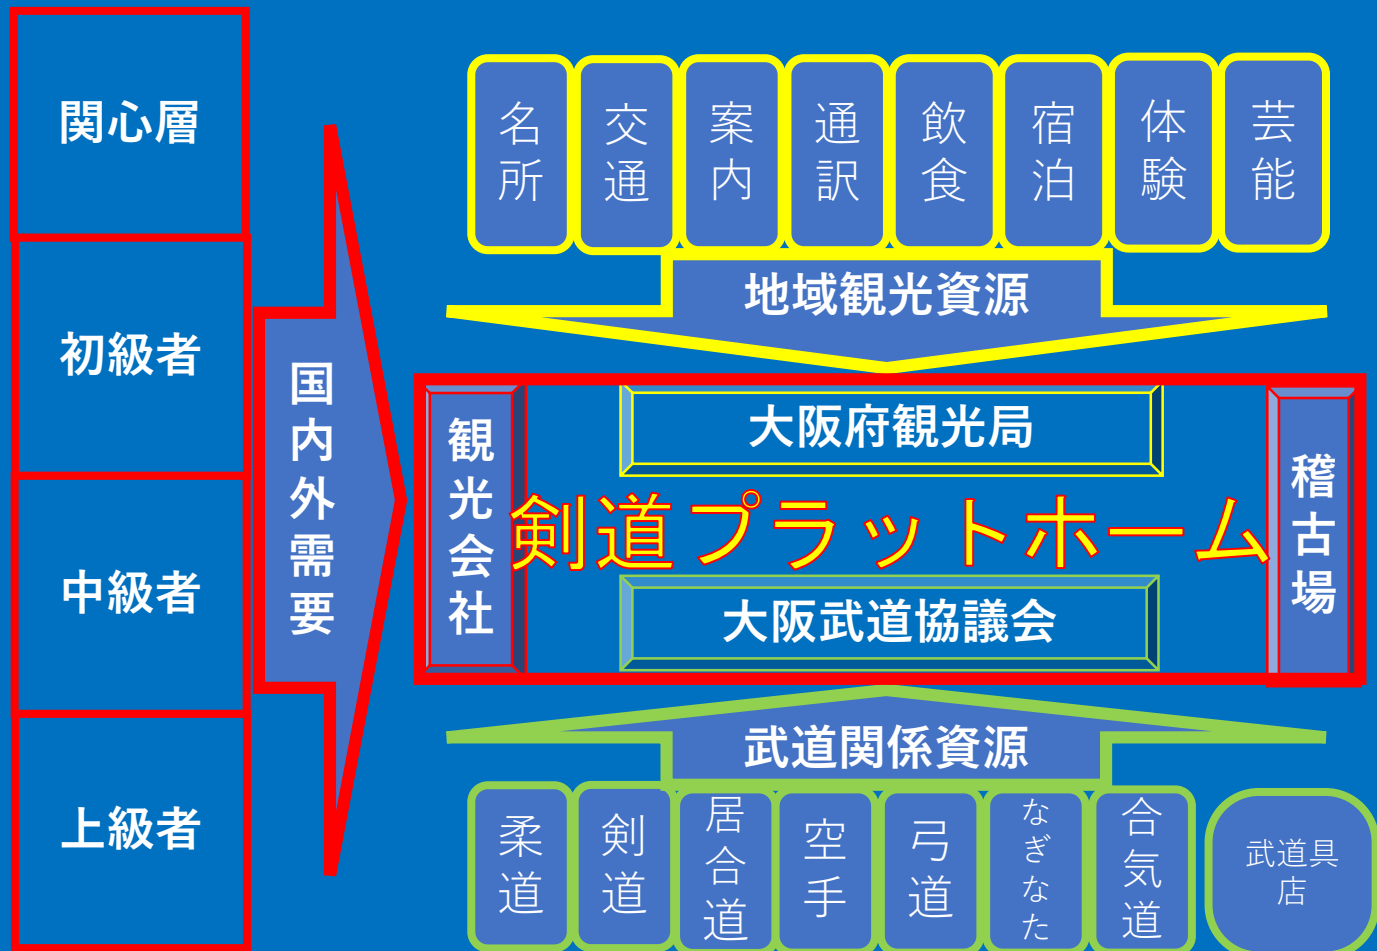 関心層
初級者
中級者
上級者
国内外需要
名所
交通
案内
通訳
飲食
宿泊
体験
芸能
地域観光資源
観光会社
大阪府観光局
剣道プラットホーム
大阪武道協議会
稽古場
武道関係資源
柔道
剣道
居合道
空手
弓道
なぎなた
合気道
武道具
店